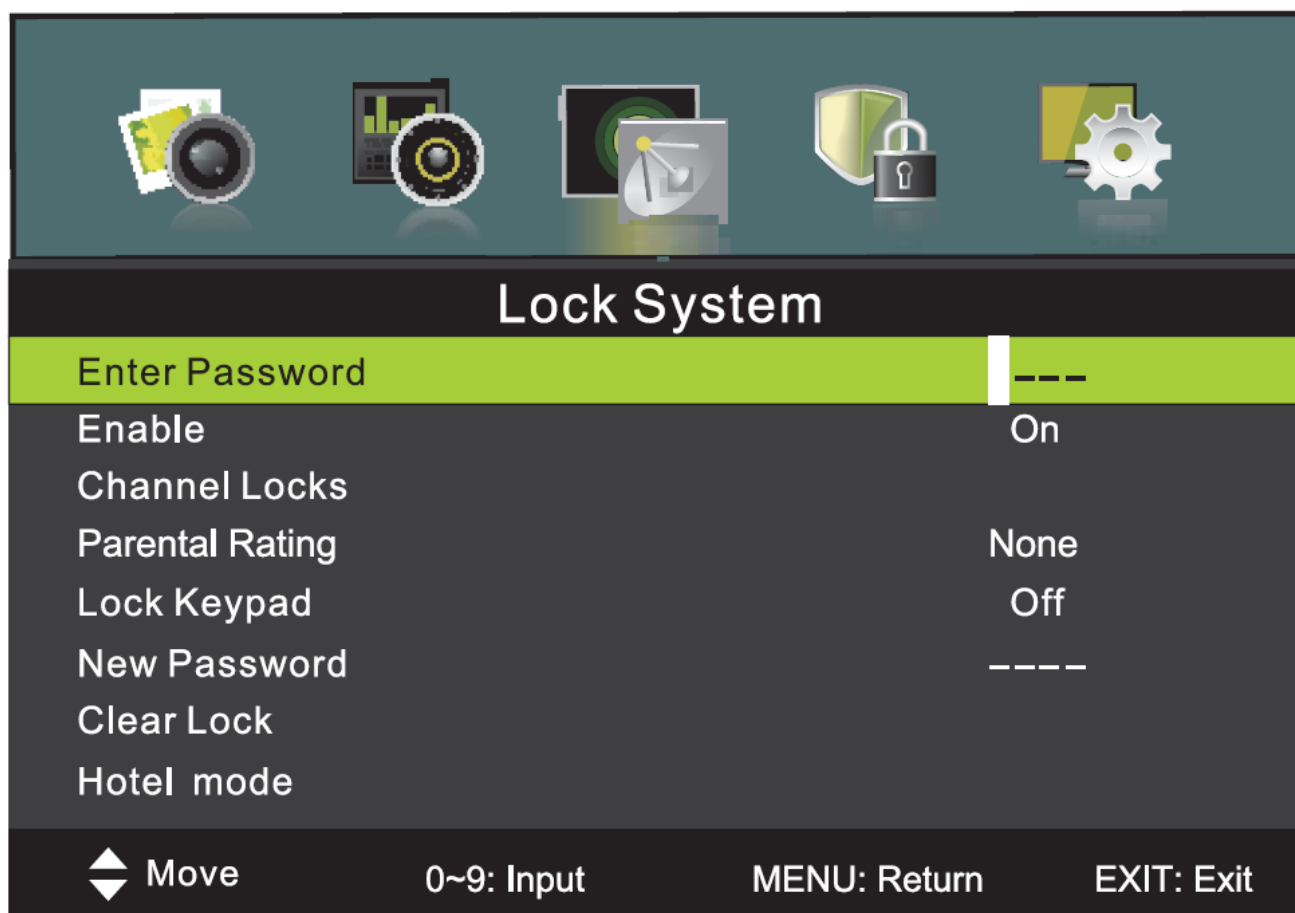 Lock System
Enter Password ---
Enable On
Channel Locks
Parental Rating None
Lock Keypad Off
New Password ----
Clear Lock
Hotel mode
Move 0~9: Input MENU: Return EXIT: Exit